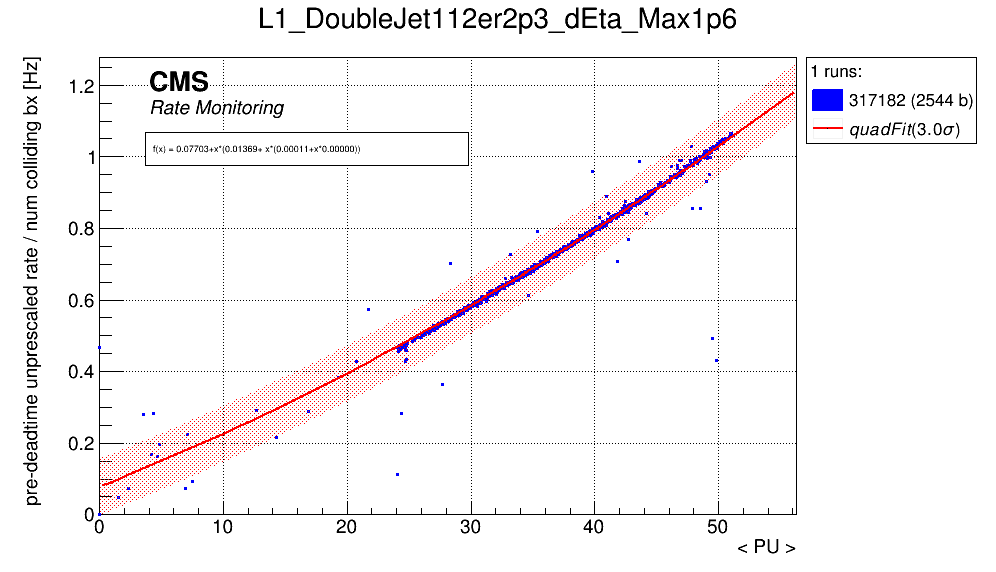 L1_DoubleJet112er2p3_dEta_Max1p6
pre-deadtime unprescaled rate / num colliding bx [Hz]
CMS
Rate Monitoring
f(x) = 0.07703+x*(0.01369+ x*(0.00011+x*0.00000))
1 runs:
317182 (2544 b)
quadFit(3.0σ)
1.2
1
0.8
0.6
0.4
0.2
0
0 10 20 30 40 50
< PU >